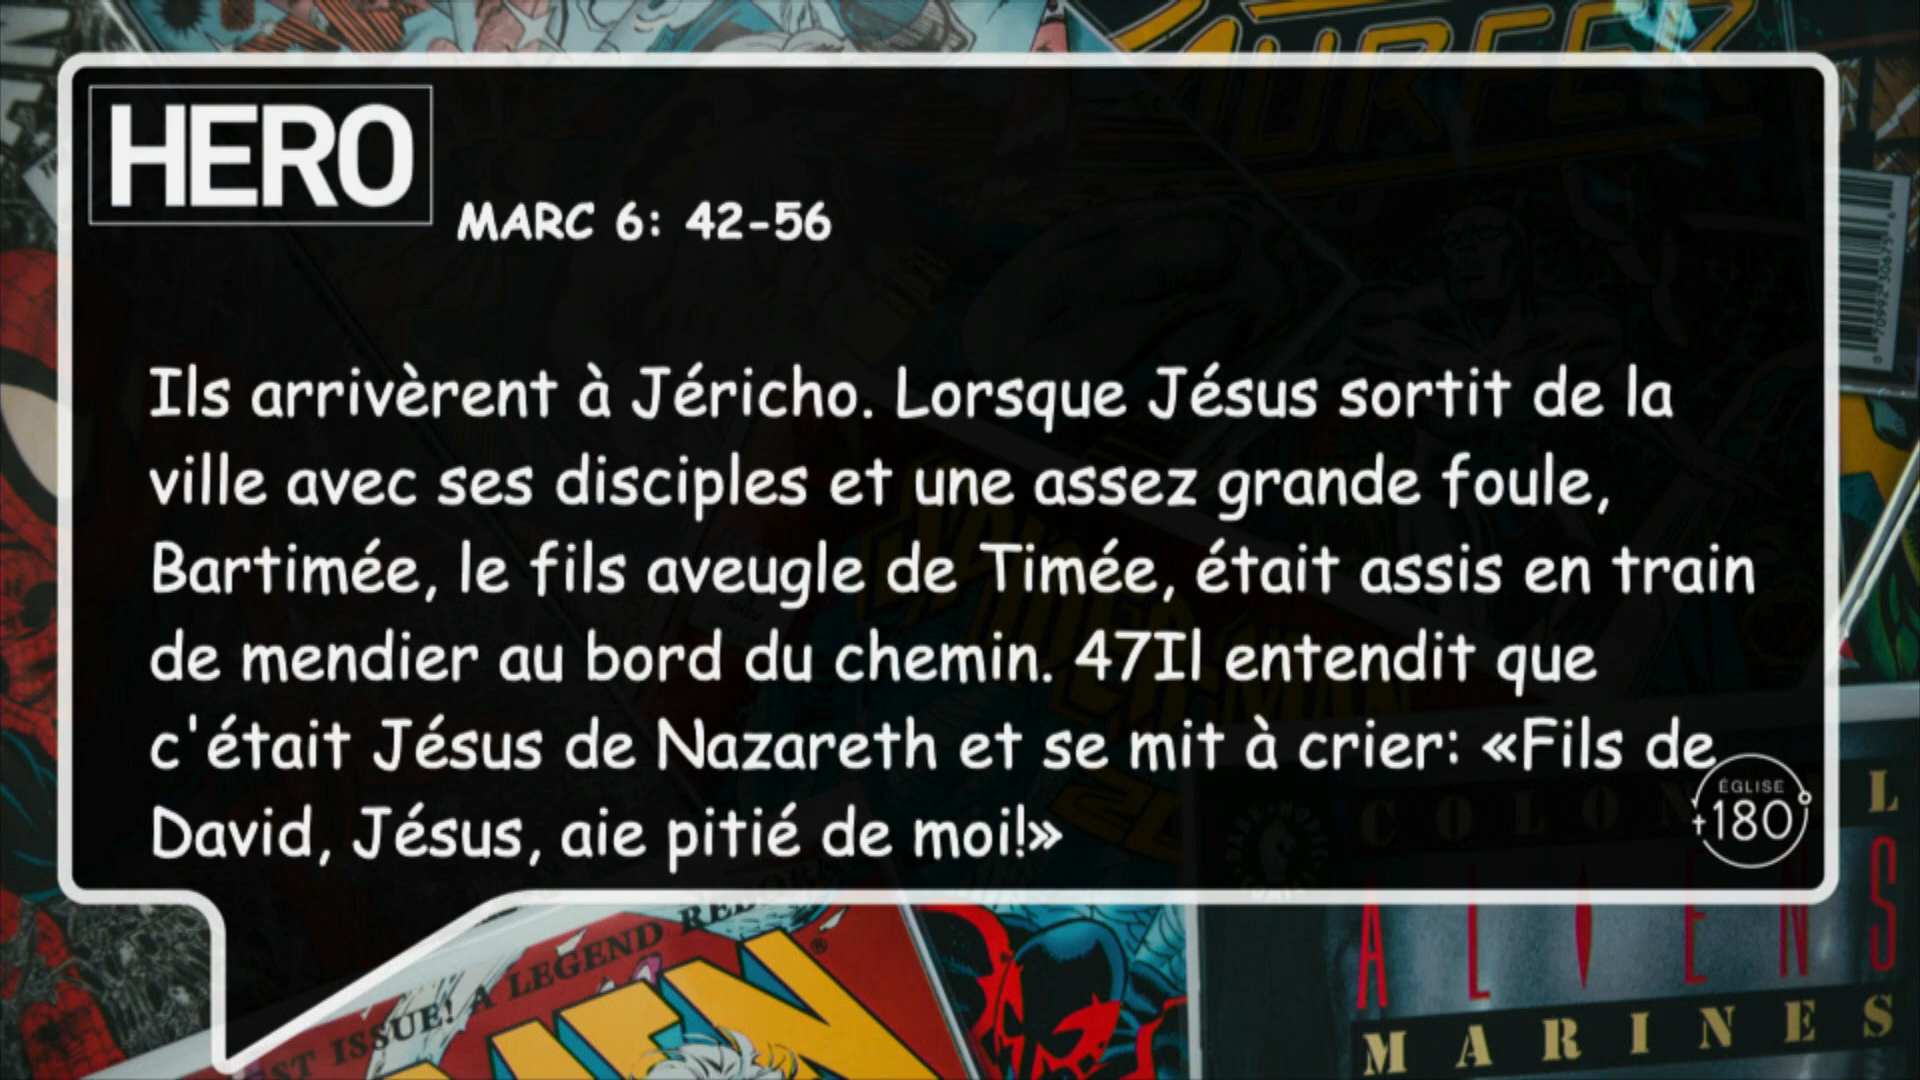 HERO
MARC 6: 42-56
Ils arrivèrent à Jéricho. Lorsque Jésus sortit de la
ville avec ses disciples et une assez grande foule,
Bartimée, le fils aveugle de Timée, était assis en train
de mendier au bord du chemin. 47Il entendit que
c'était Jésus de Nazareth et se mit à crier: «Fils de
David, Jésus, aie pitié de moi!»
ÉGLISE
180
ISSUE! A LEGEND
ALIENS
MARINES